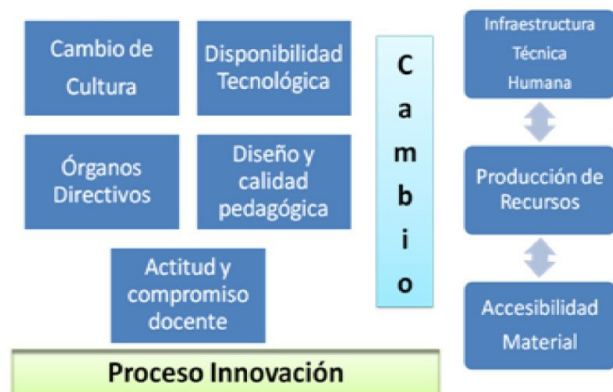 Cambio de
Cultura
Disponibilidad
Tecnológica
Órganos
Directivos
Diseño y
calidad
pedagógica
Actitud y
compromiso
docente
Proceso Innovación
C
a
m
b
i
o
Infraestructura
Técnica
Humana
Producción de
Recursos
Accesibilidad
Material